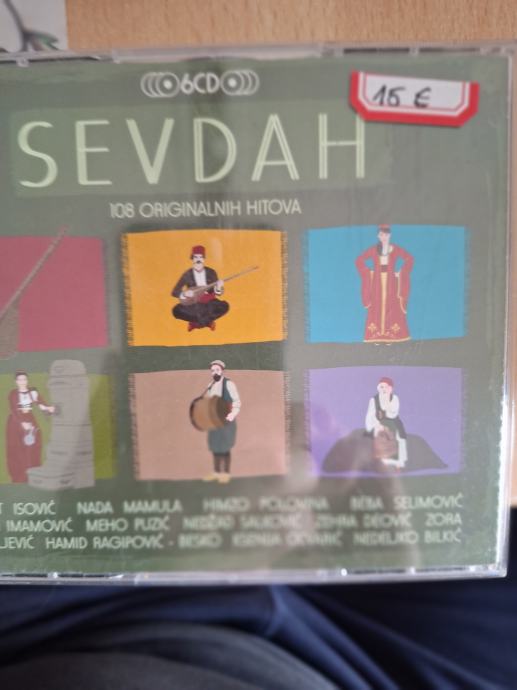 6CD
15 €
SEVDAH
108 ORIGINALNIH HITOVA
ISOVIĆ NADA MAMULA HIMZO POLOVINA BEBA SELIMOVIĆ
IMAMOVIĆ MEHO PUZIĆ NEDŽAD SALKOVIĆ ZEHRA DEOVIĆ ZORA
HAMID RAGIPOVIĆ - BESKO KSENIJA CICVARIĆ NEDELJKO BILKIĆ